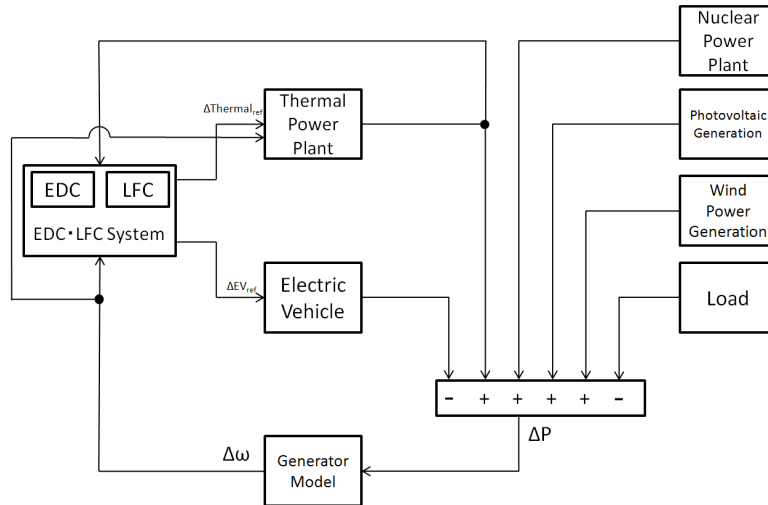 Nuclear
Power
Plant
ΔThermalref
Thermal
Power
Plant
Photovoltaic
Generation
EDC
LFC
EDC・LFC System
Wind
Power
Generation
ΔEVref
Electric
Vehicle
Load
- + + + + -
ΔP
Δω
Generator
Model